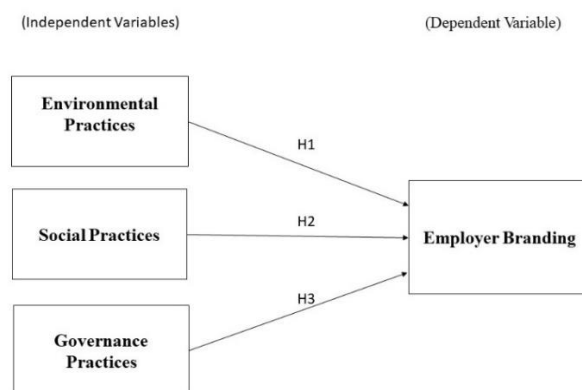 (Independent Variables)
(Dependent Variable)
Environmental
Practices
H1
Social Practices
H2
Employer Branding
H3
Governance
Practices